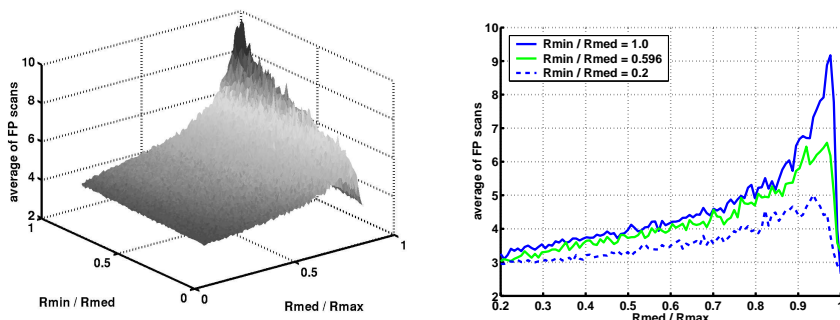 10
8
6
4
2
average of FP scans
1
0.5
0
Rmin / Rmed
0
0.5
1
Rmed / Rmax
10
9
8
7
6
5
4
3
2
average of FP scans
Rmin / Rmed = 1.0
Rmin / Rmed = 0.596
Rmin / Rmed = 0.2
0.2 0.3 0.4 0.5 0.6 0.7 0.8 0.9 1
Rmed / Rmax